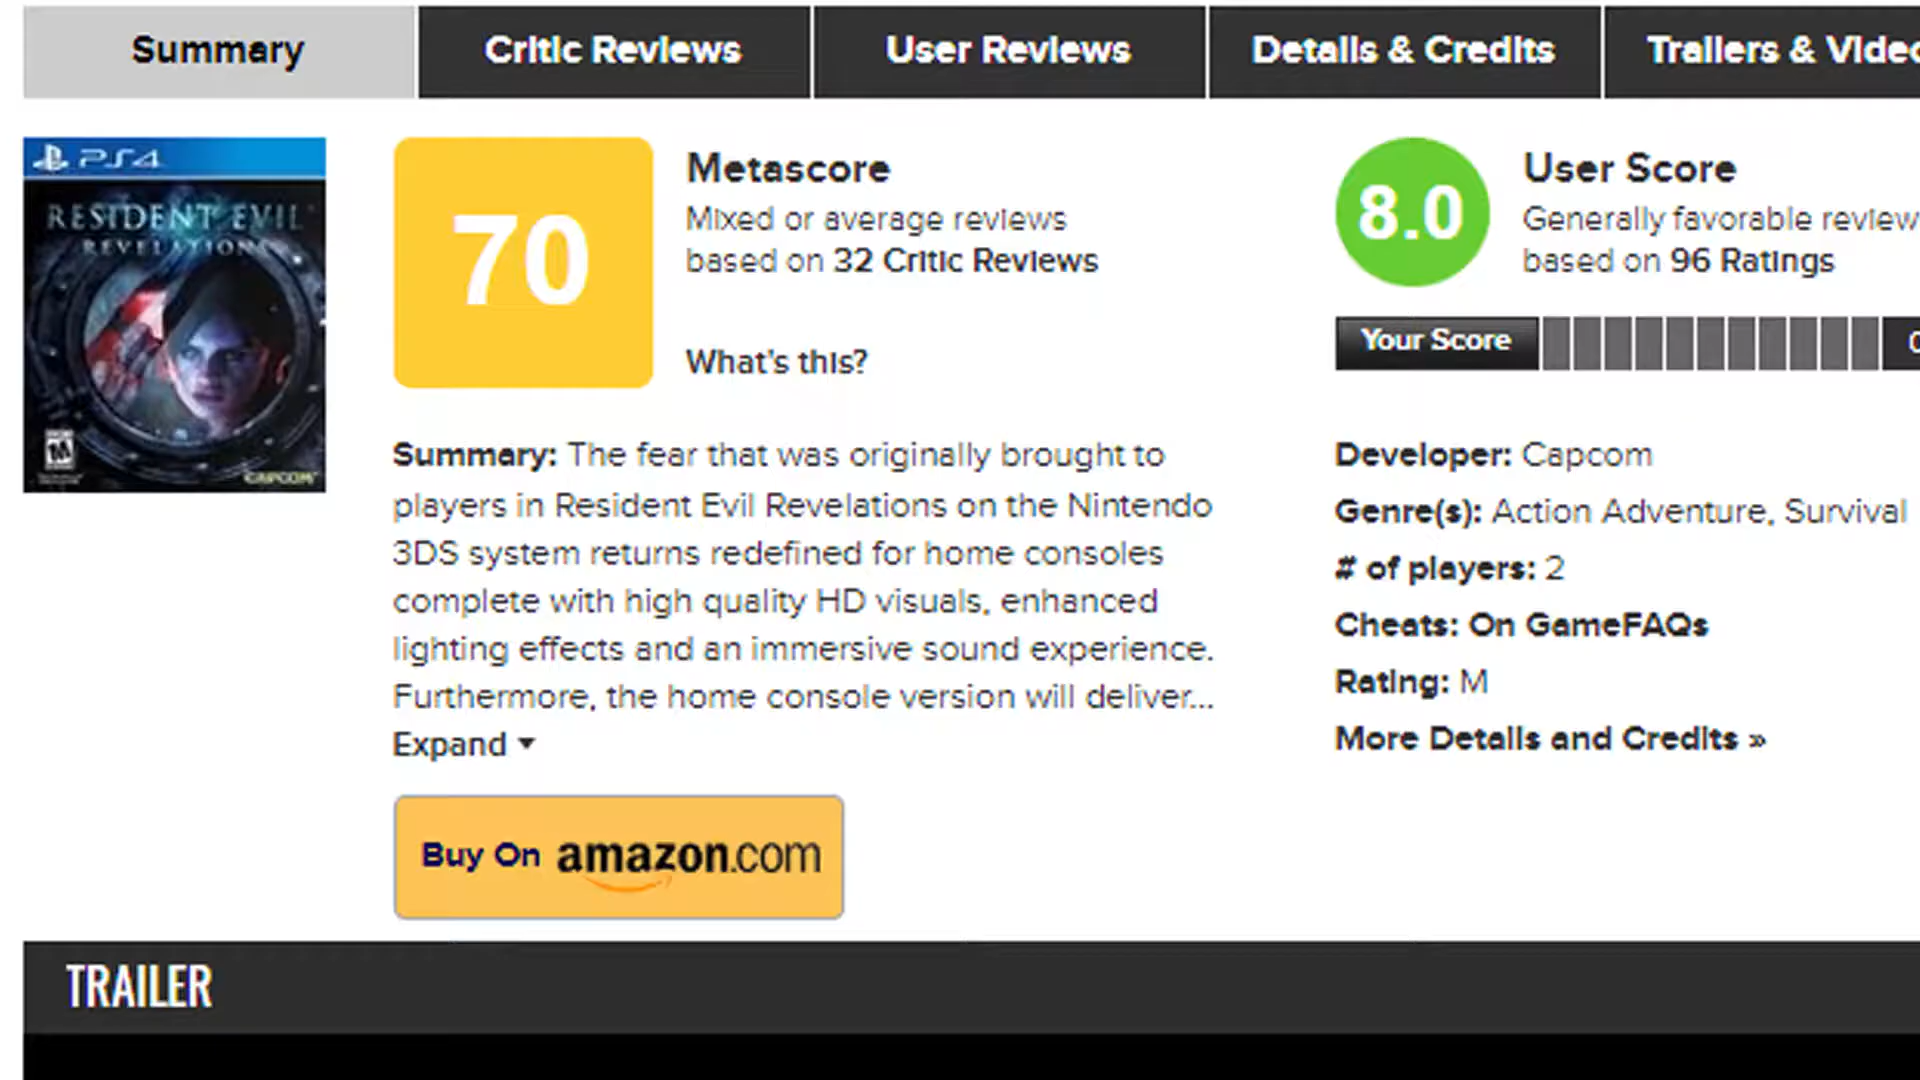 Summary
Critic Reviews
User Reviews
Details & Credits
Trailers & Video
PS4
RESIDENT EVIL
REVELATIONS
M
CAPCOM
70
Metascore
Mixed or average reviews
based on 32 Critic Reviews
What's this?
8.0
User Score
Generally favorable review
based on 96 Ratings
Your Score
Summary: The fear that was originally brought to
players in Resident Evil Revelations on the Nintendo
3DS system returns redefined for home consoles
complete with high quality HD visuals, enhanced
lighting effects and an immersive sound experience.
Furthermore, the home console version will deliver...
Expand
Developer: Capcom
Genre(s): Action Adventure, Survival
# of players: 2
Cheats: On GameFAQs
Rating: M
More Details and Credits »
Buy On amazon.com
TRAILER